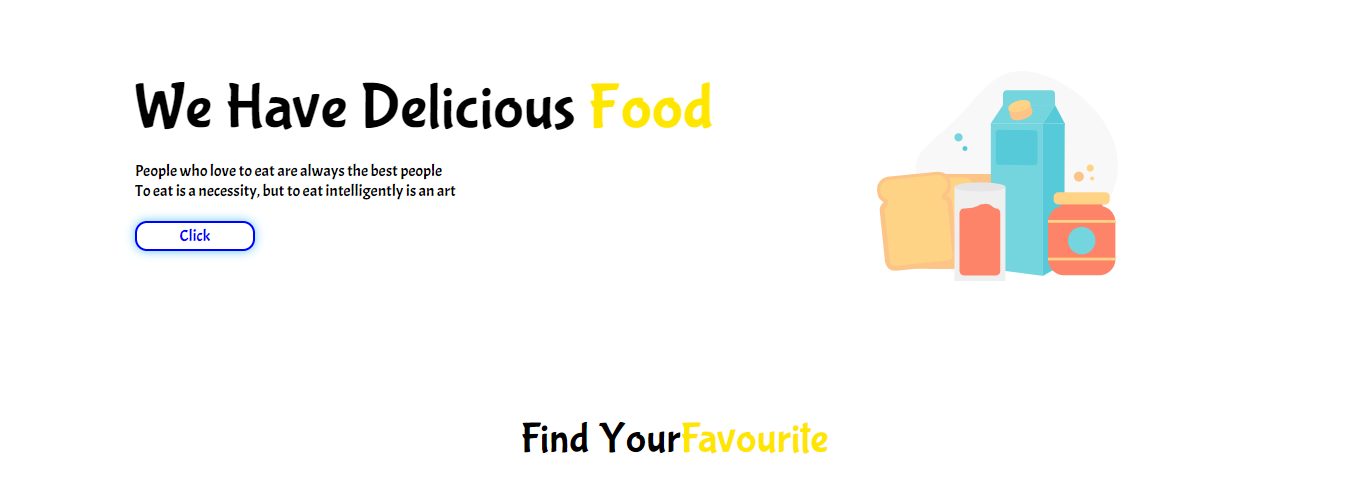 We Have Delicious Food
People who love to eat are always the best people
To eat is a necessity, but to eat intelligently is an art
Click
Find YourFavourite